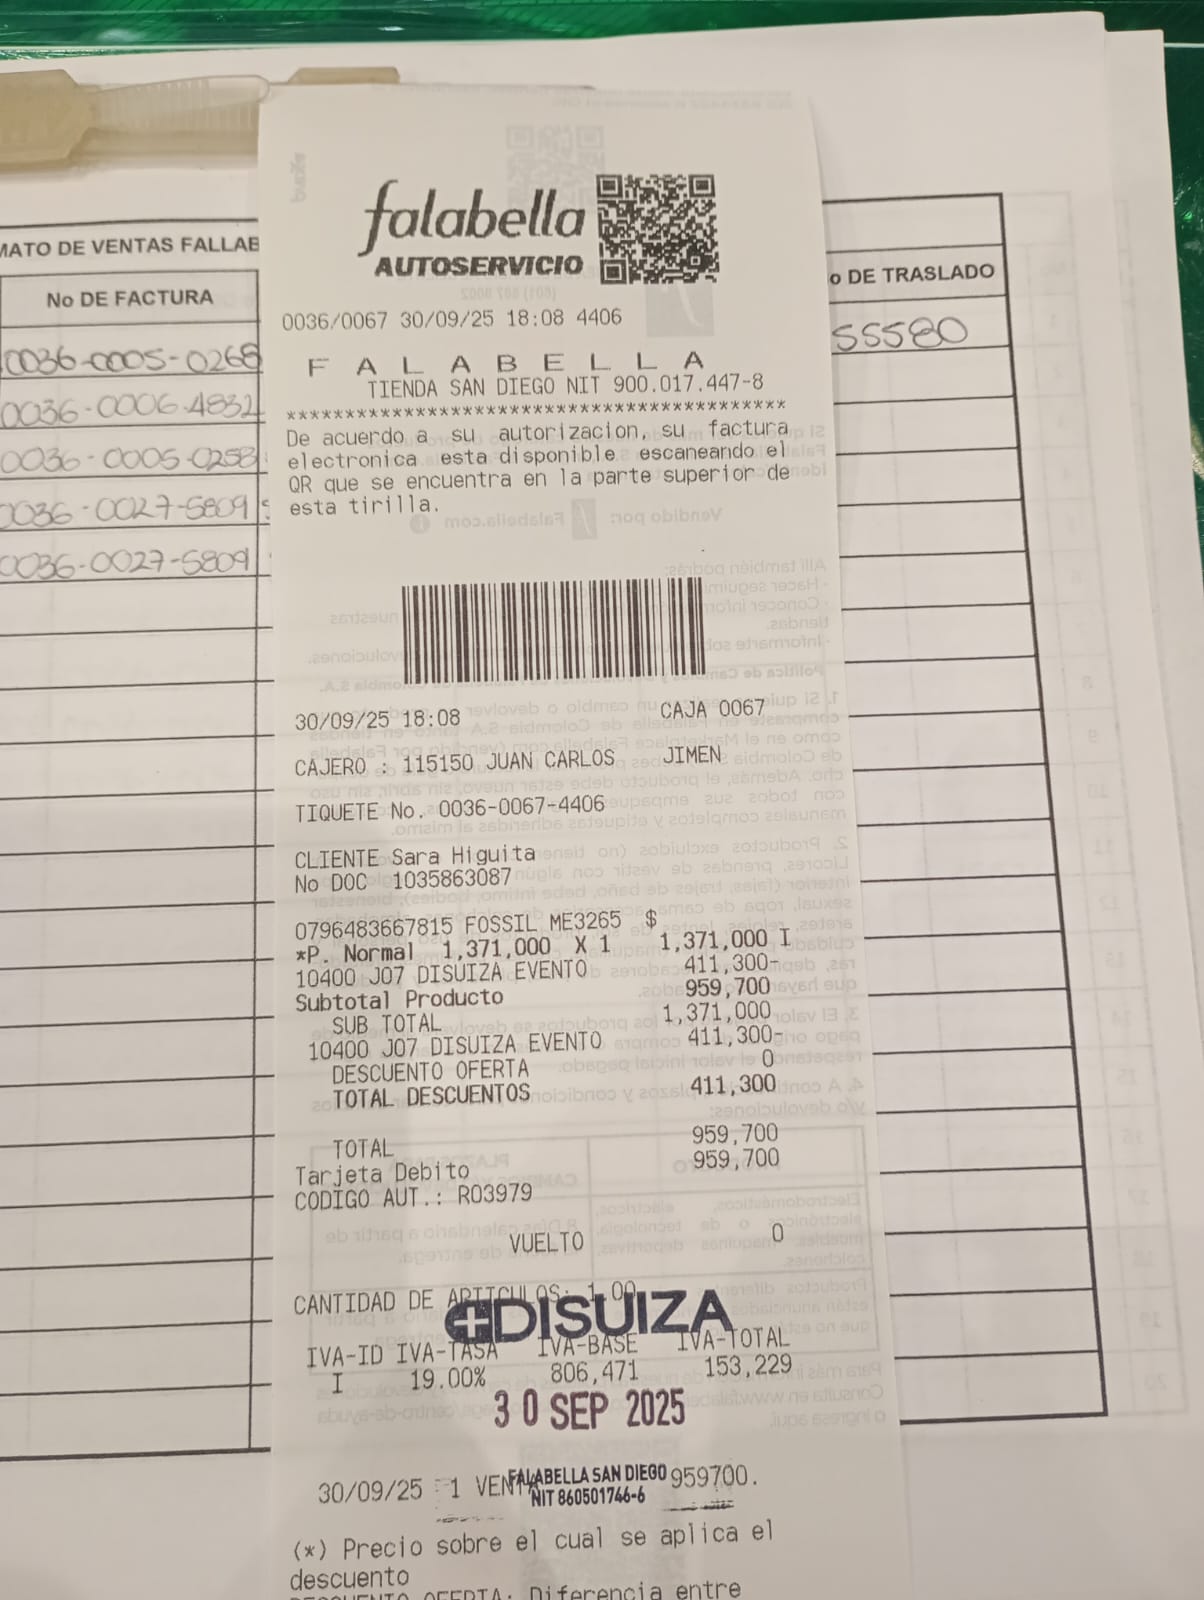 MATO DE VENTAS FALLAB
No DE FACTURA
0036-0005-0268
0036-0006-4832
0036-0005-0258
0036-0027-5809
0036-0027-5809
o DE TRASLADO
55580
falabella
AUTOSERVICIO
0036/0067 30/09/25 18:08 4406
F A L A B E L L A
TIENDA SAN DIEGO NIT 900.017.447-8
******************************************
De acuerdo a su autorizacion, su factura
electronica esta disponible escaneando el
QR que se encuentra en la parte superior de
esta tirilla.
30/09/25 18:08 CAJA 0067
CAJERO : 115150 JUAN CARLOS JIMEN
TIQUETE No. 0036-0067-4406
CLIENTE Sara Higuita
No DOC 1035863087
0796483667815 FOSSIL ME3265 $
*P. Normal 1,371,000 X 1 1,371,000 I
10400 J07 DISUIZA EVENTO 411,300-
Subtotal Producto 959,700
SUB TOTAL 1,371,000
10400 J07 DISUIZA EVENTO 411,300-
DESCUENTO OFERTA 0
TOTAL DESCUENTOS 411,300
TOTAL 959,700
Tarjeta Debito 959,700
CODIGO AUT.: R03979
VUELTO 0
CANTIDAD DE ARTICULOS: 1.00
DISUIZA
IVA-ID IVA-TASA IVA-BASE IVA-TOTAL
I 19.00% 806,471 153,229
30 SEP 2025
30/09/25 1 VENTA 959700.
FALABELLA SAN DIEGO
NIT 860501746-6
(*) Precio sobre el cual se aplica el
descuento
DESCUENTO OFERTA: Diferencia entre